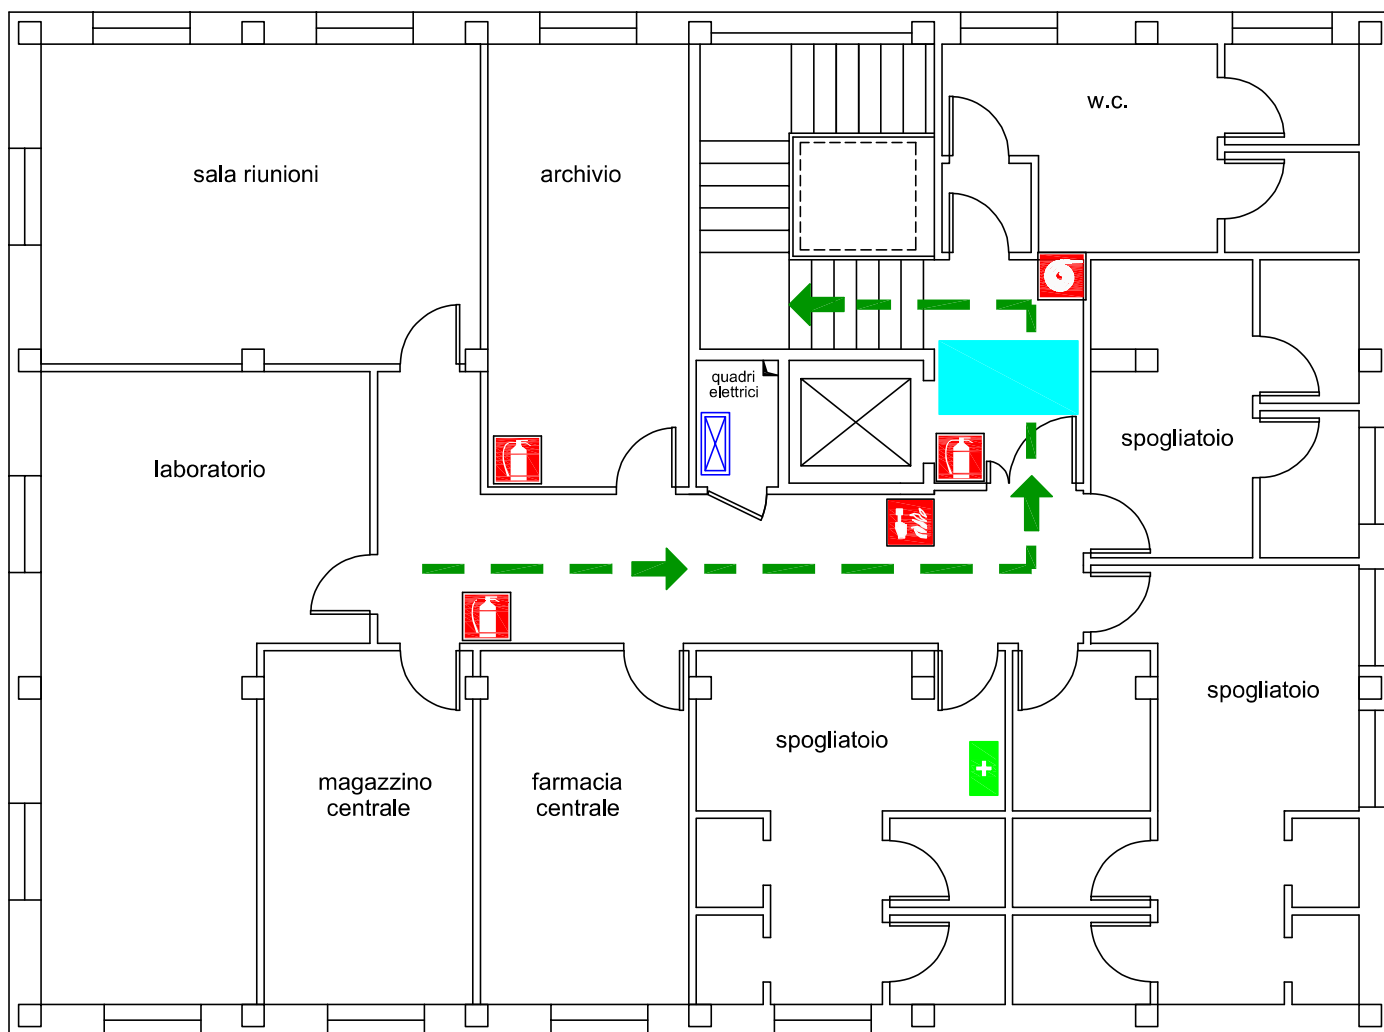 w.c.
sala riunioni
archivio
quadri
elettrici
spogliatoio
laboratorio
spogliatoio
spogliatoio
magazzino
centrale
farmacia
centrale